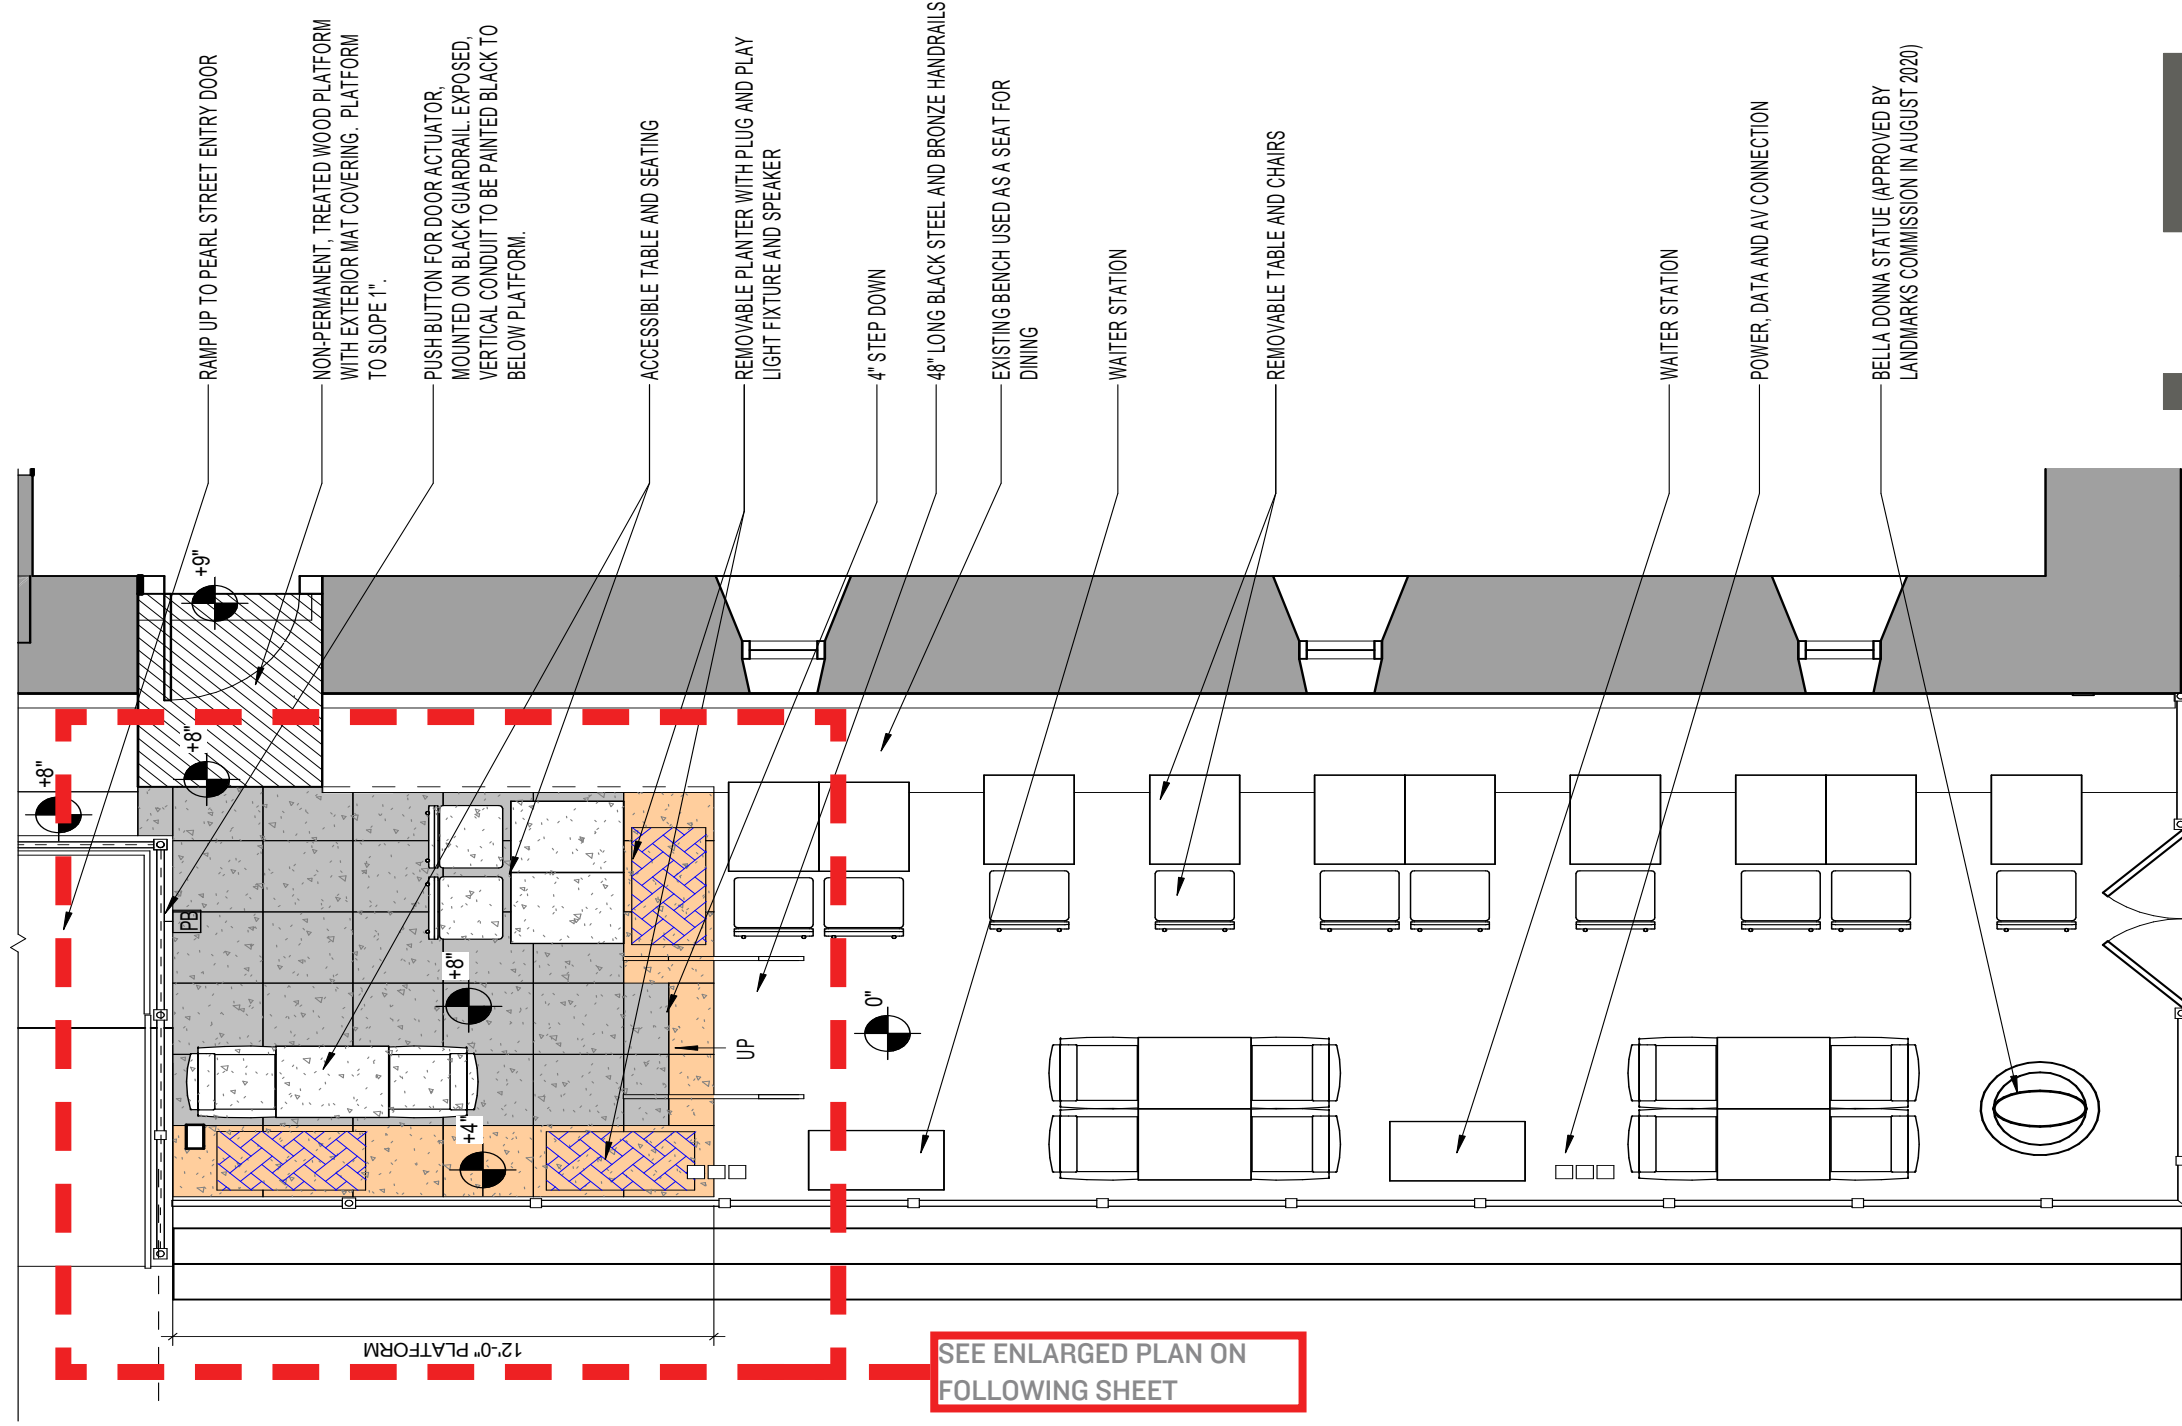 RAMP UP TO PEARL STREET ENTRY DOOR
NON-PERMANENT, TREATED WOOD PLATFORM
WITH EXTERIOR MAT COVERING. PLATFORM
TO SLOPE 1".
PUSH BUTTON FOR DOOR ACTUATOR,
MOUNTED ON BLACK GUARDRAIL. EXPOSED,
VERTICAL CONDUIT TO BE PAINTED BLACK TO
BELOW PLATFORM.
ACCESSIBLE TABLE AND SEATING
REMOVABLE PLANTER WITH PLUG AND PLAY
LIGHT FIXTURE AND SPEAKER
4" STEP DOWN
48" LONG BLACK STEEL AND BRONZE HANDRAILS
EXISTING BENCH USED AS A SEAT FOR
DINING
WAITER STATION
REMOVABLE TABLE AND CHAIRS
WAITER STATION
POWER, DATA AND AV CONNECTION
BELLA DONNA STATUE (APPROVED BY
LANDMARKS COMMISSION IN AUGUST 2020)
+9"
+8"
+8"
PB
+8"
0"
UP
+4"
12'-0" PLATFORM
SEE ENLARGED PLAN ON
FOLLOWING SHEET